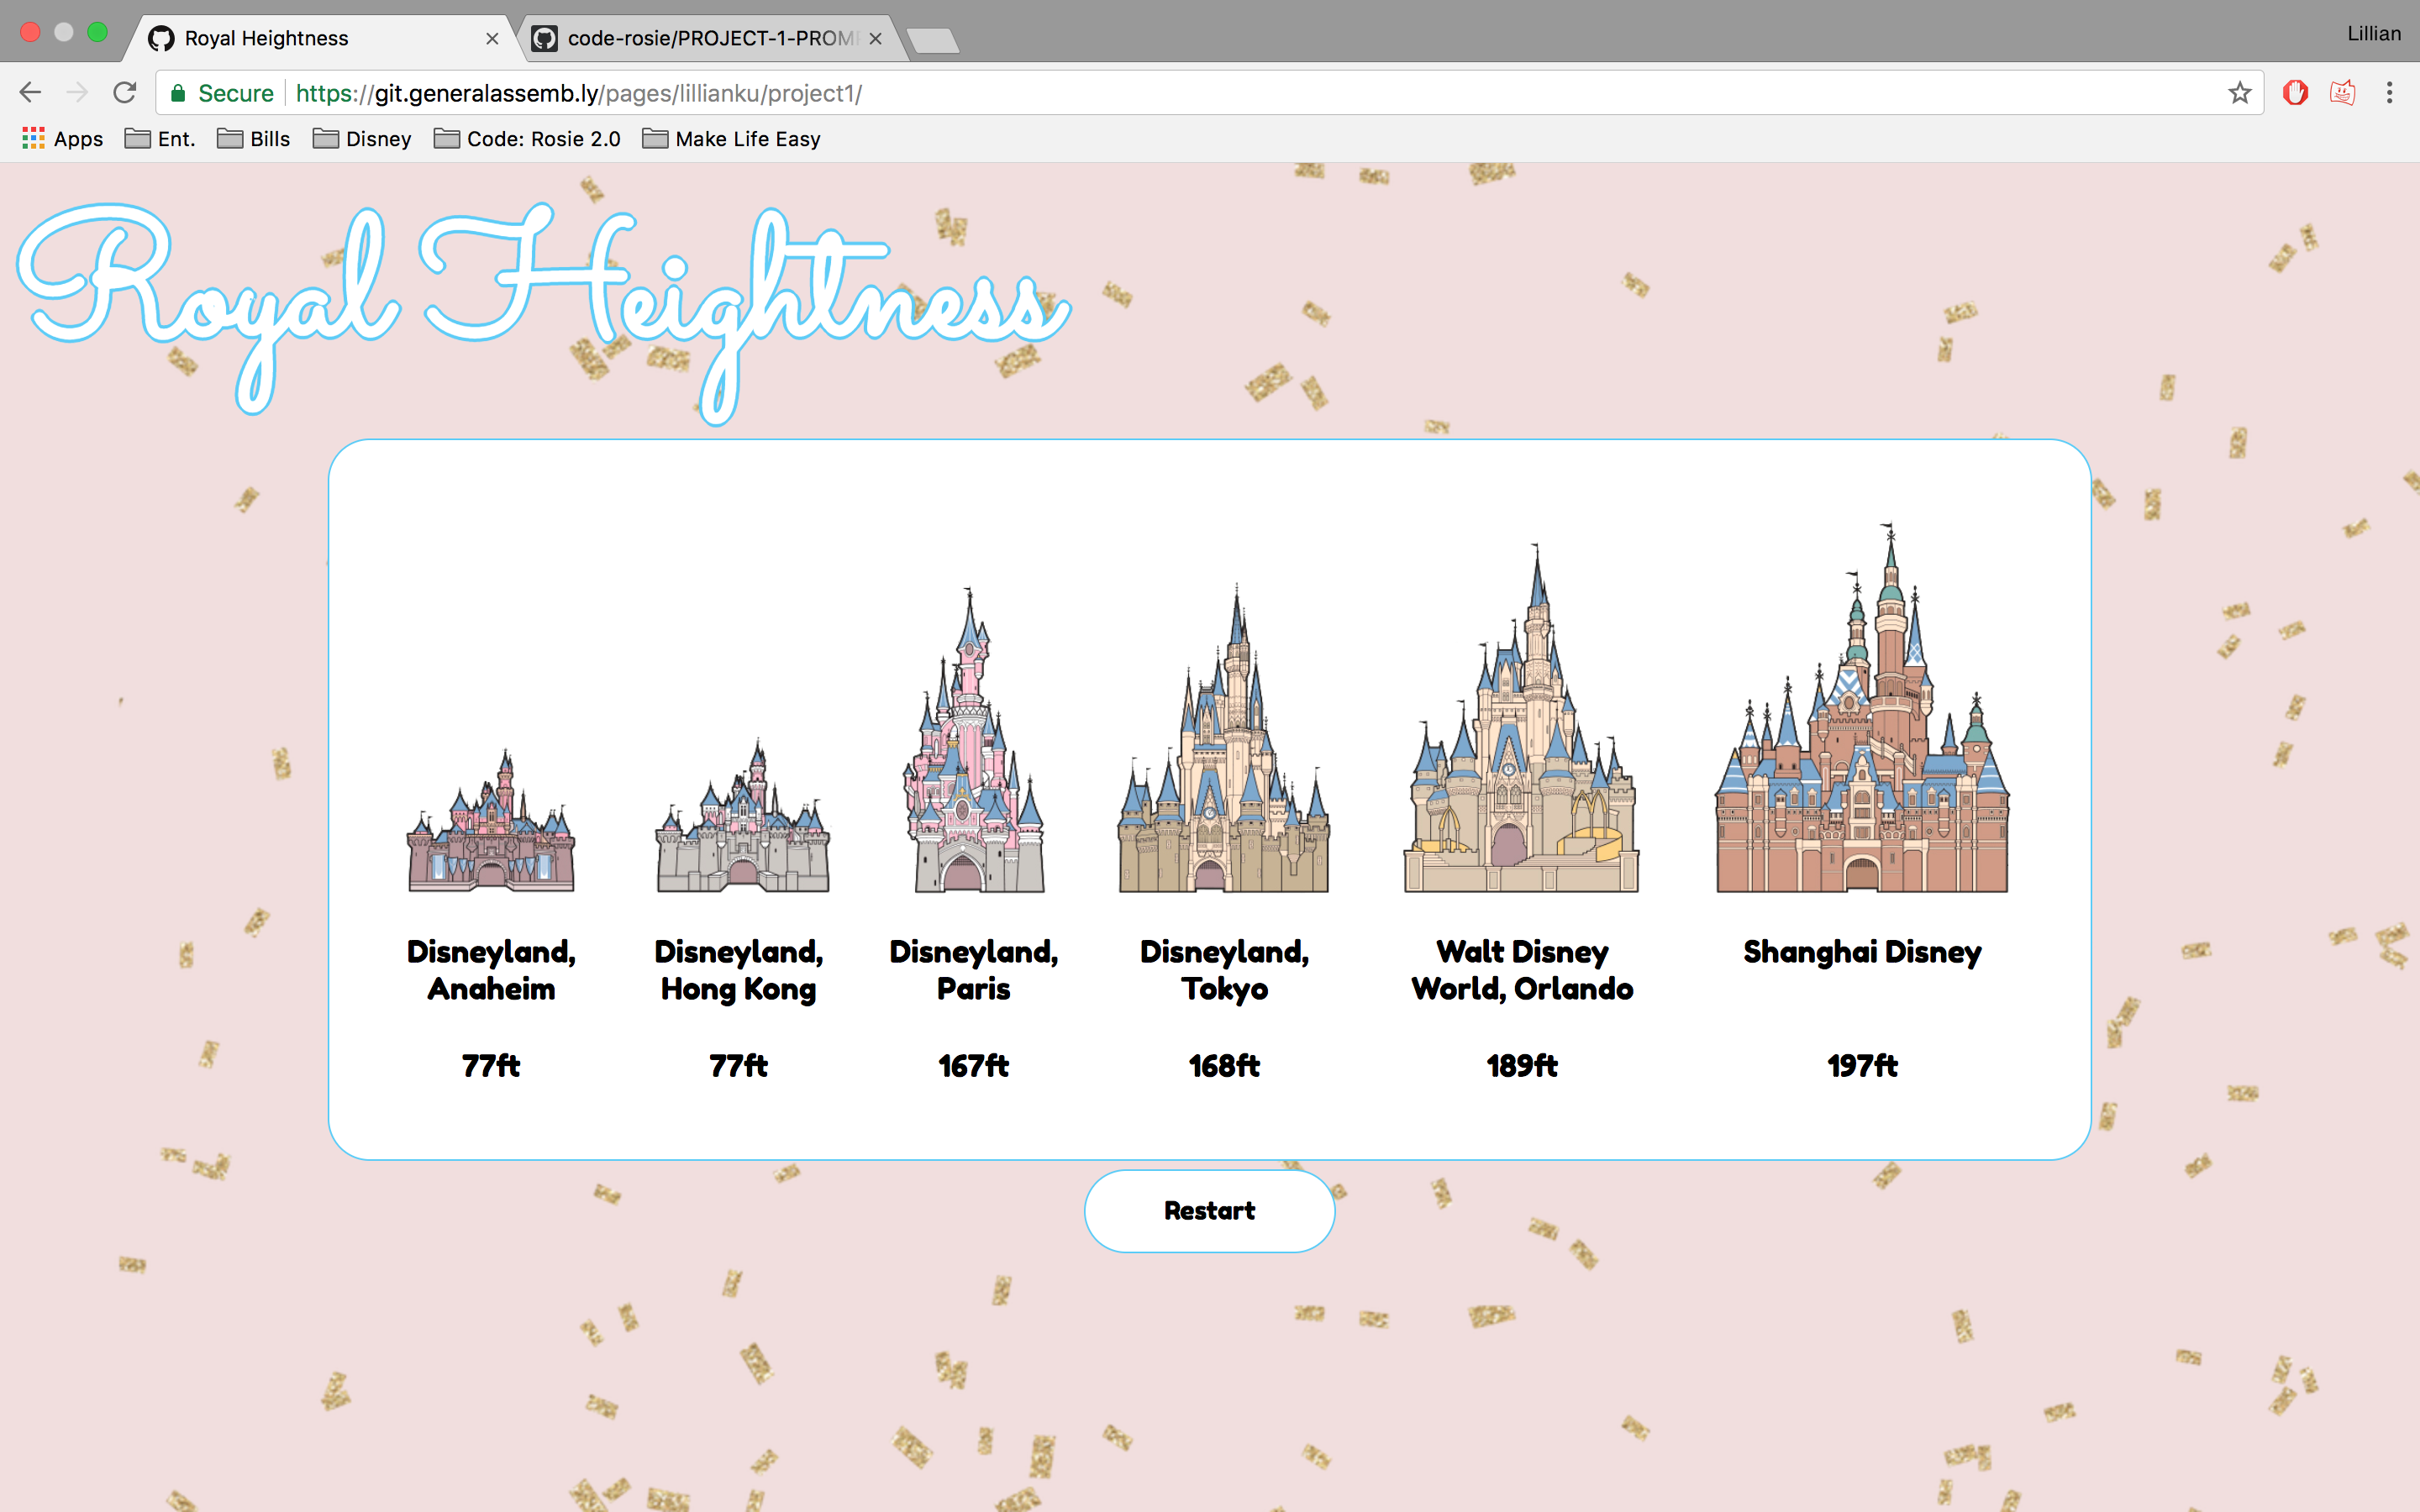 Royal Heightness
code-rosie/PROJECT-1-PROM
Lillian
Secure
https://git.generalassemb.ly/pages/lillianku/project1/
Apps
Ent.
Bills
Disney
Code: Rosie 2.0
Make Life Easy
Royal Heightness
Disneyland,
Anaheim
77ft
Disneyland,
Hong Kong
77ft
Disneyland,
Paris
167ft
Disneyland,
Tokyo
168ft
Walt Disney
World, Orlando
189ft
Shanghai Disney
197ft
Restart